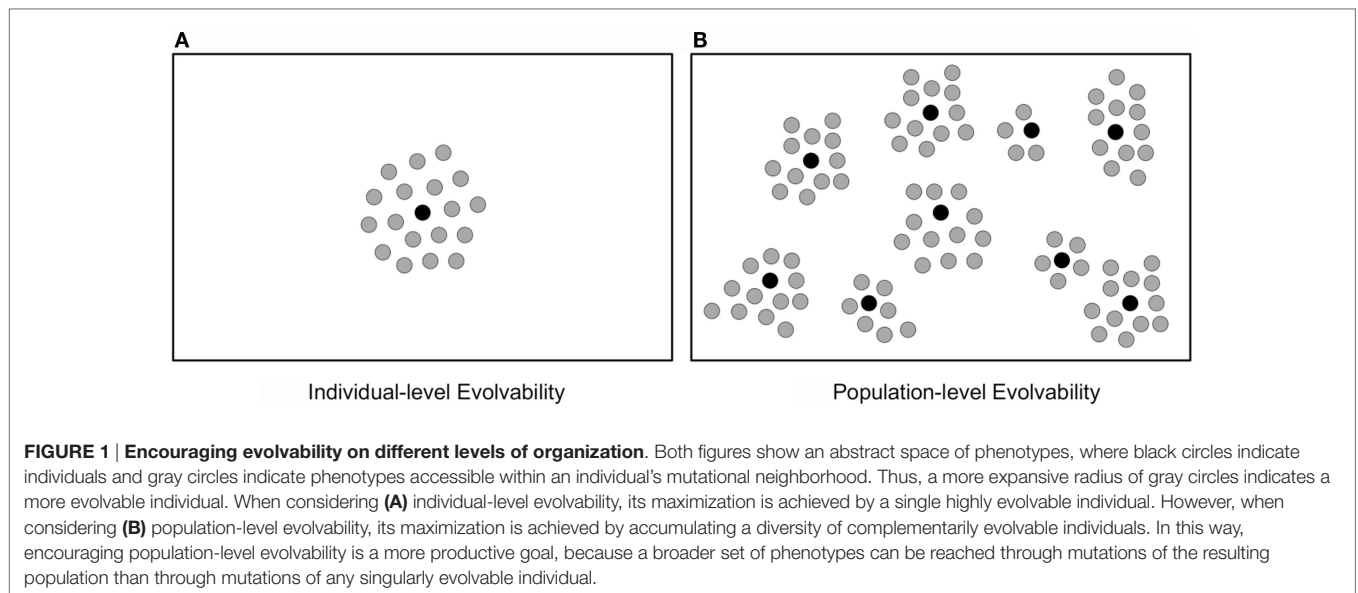 A
B
Individual-level Evolvability
Population-level Evolvability
FIGURE 1 | Encouraging evolvability on different levels of organization. Both figures show an abstract space of phenotypes, where black circles indicate
individuals and gray circles indicate phenotypes accessible within an individual's mutational neighborhood. Thus, a more expansive radius of gray circles indicates a
more evolvable individual. When considering (A) individual-level evolvability, its maximization is achieved by a single highly evolvable individual. However, when
considering (B) population-level evolvability, its maximization is achieved by accumulating a diversity of complementarily evolvable individuals. In this way,
encouraging population-level evolvability is a more productive goal, because a broader set of phenotypes can be reached through mutations of the resulting
population than through mutations of any singularly evolvable individual.